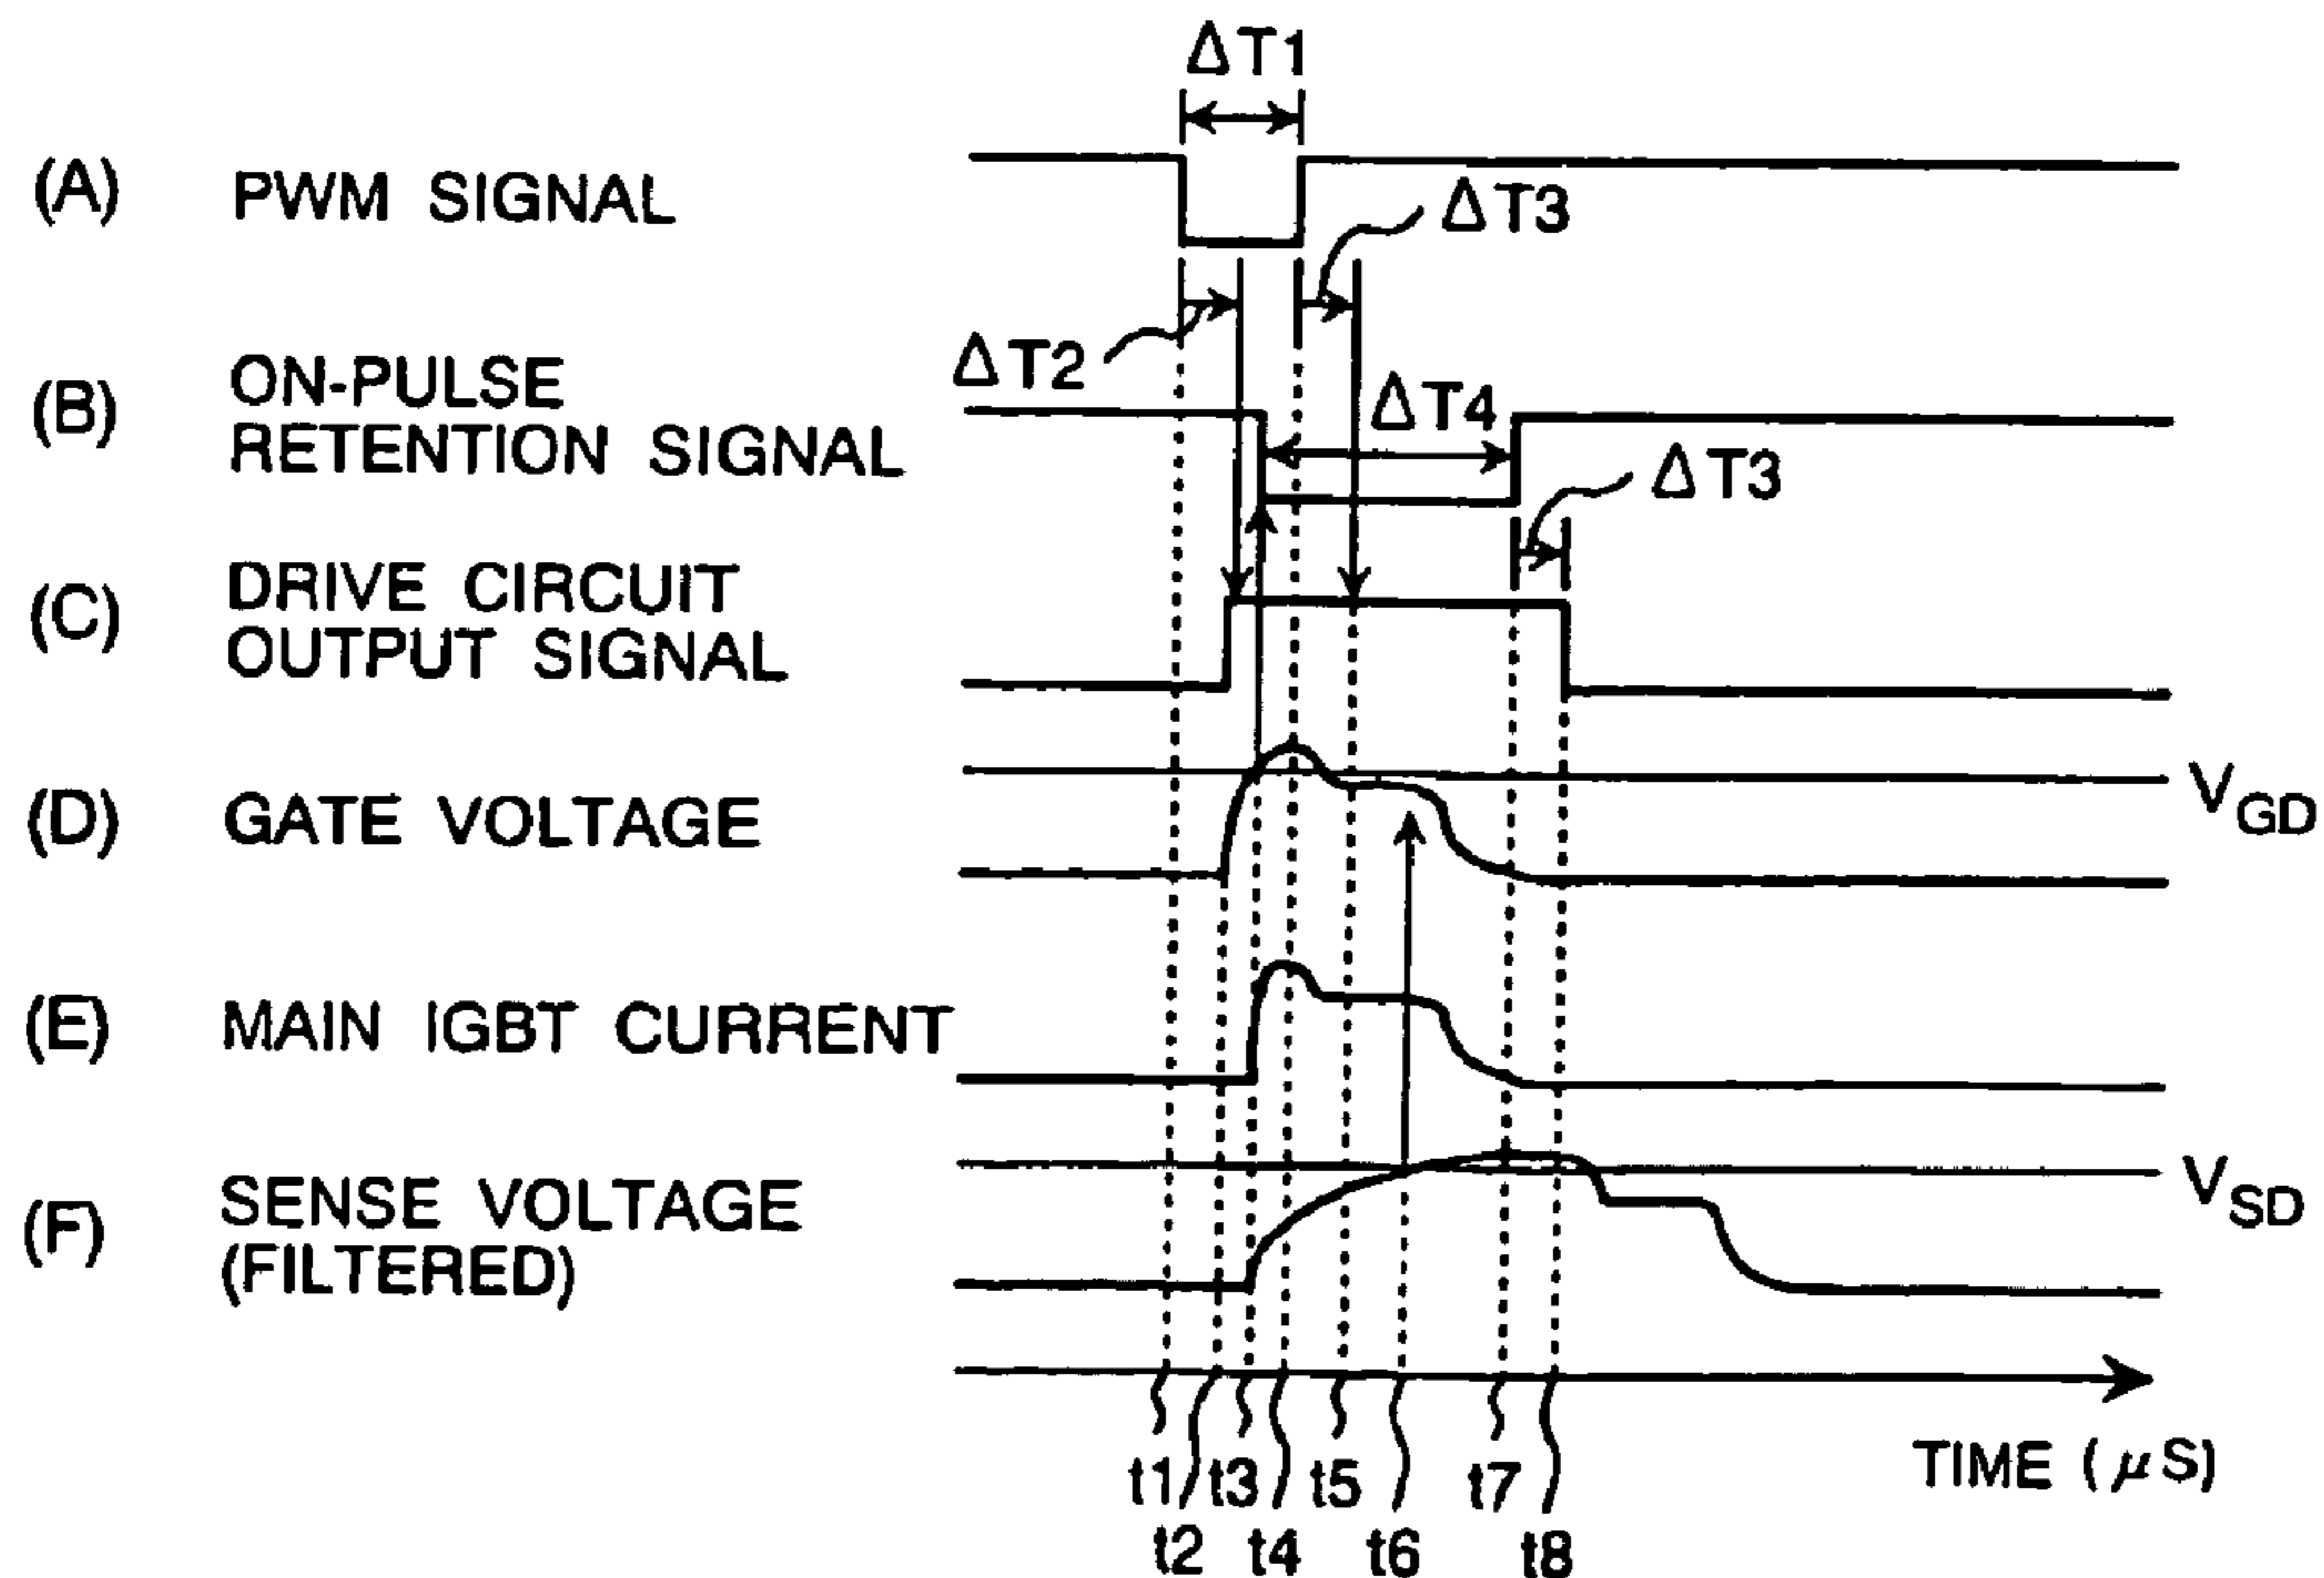 ΔT1
(A) PWM SIGNAL
ΔT3
ΔT2
(B) ON-PULSE
RETENTION SIGNAL
ΔT4
ΔT3
(C) DRIVE CIRCUIT
OUTPUT SIGNAL
(D) GATE VOLTAGE
VGD
(E) MAIN IGBT CURRENT
(F) SENSE VOLTAGE
(FILTERED)
VSD
TIME (μS)
t1 t3 t5 t7
t2 t4 t6 t8